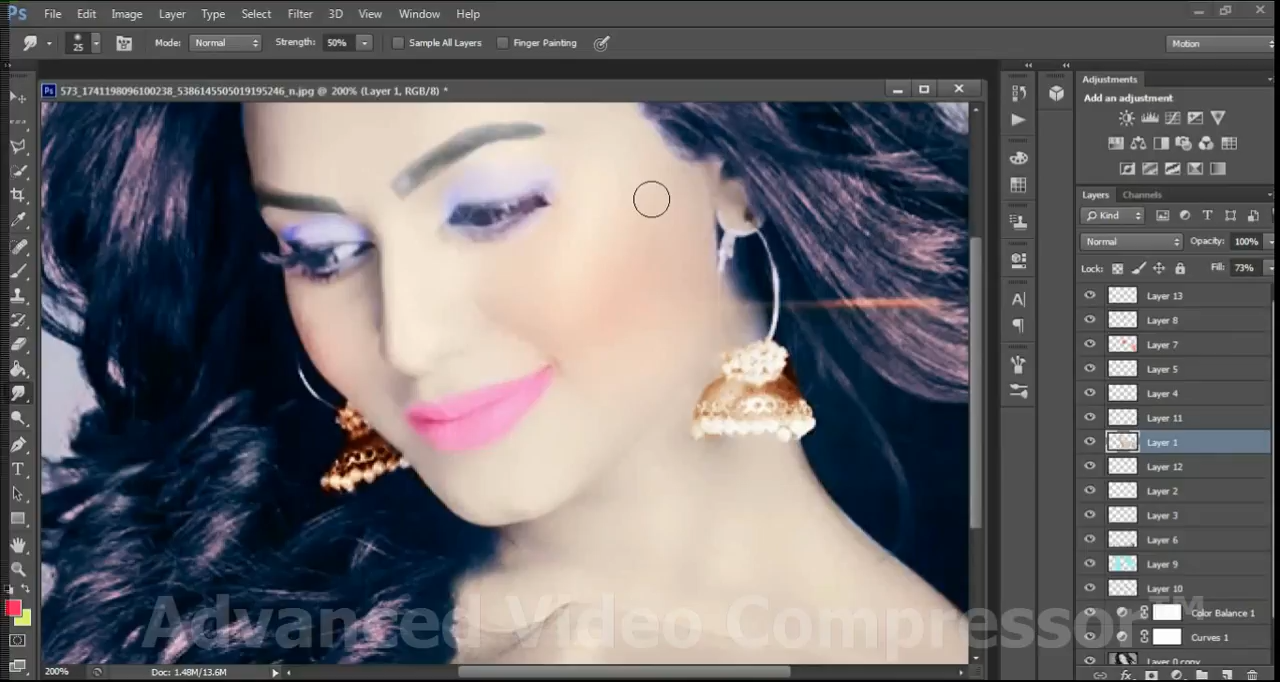 Ps File Edit Image Layer Type Select Filter 3D View Window Help
25 Mode: Normal Strength: 50% Sample All Layers Finger Painting Motion
Ps 573_1741198096100238_5386145505019195246_n.jpg @ 200% (Layer 1, RGB/8) *
Adjustments
Add an adjustment
Layers Channels
Kind
Normal Opacity: 100%
Lock: Fill: 73%
Layer 13
Layer 8
Layer 7
Layer 5
Layer 4
Layer 11
Layer 1
Layer 12
Layer 2
Layer 3
Layer 6
Layer 9
Layer 10
Color Balance 1
Curves 1
Layer 0 copy
Advanced Video Compressor™
200% Doc: 1.48M/13.6M